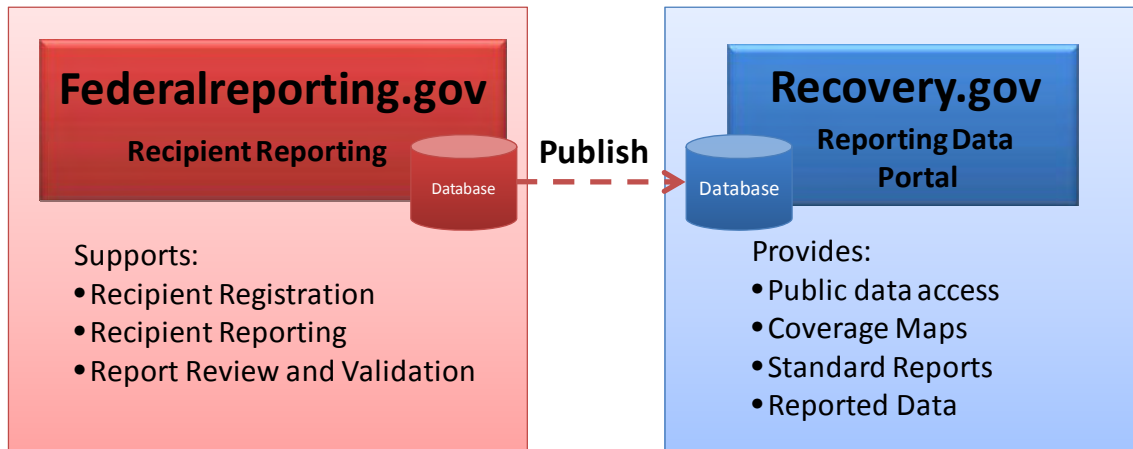 Federalreporting.gov
Recipient Reporting
Database
Supports:
•Recipient Registration
•Recipient Reporting
•Report Review and Validation
Publish
Recovery.gov
Reporting Data
Portal
Database
Provides:
•Public data access
•Coverage Maps
•Standard Reports
•Reported Data